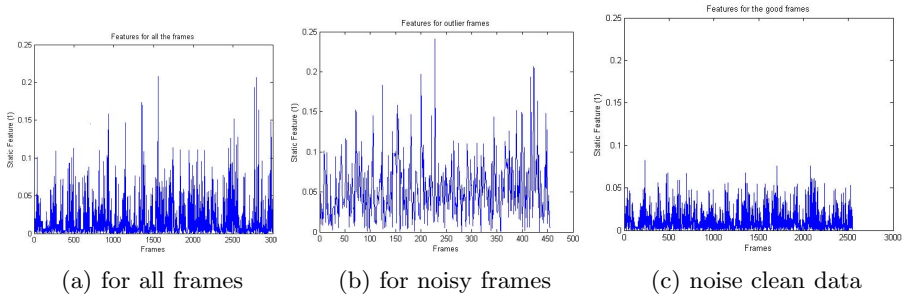 Features for all the frames
0.25
0.2
0.15
0.1
0.05
0
Static Feature (1)
0 500 1000 1500 2000 2500 3000
Frames
(a) for all frames
Features for outlier frames
0.25
0.2
0.15
0.1
0.05
0
Static Feature (1)
0 50 100 150 200 250 300 350 400 450 500
Frames
(b) for noisy frames
Features for the good frames
0.25
0.2
0.15
0.1
0.05
0
Static Feature (1)
0 500 1000 1500 2000 2500 3000
Frames
(c) noise clean data